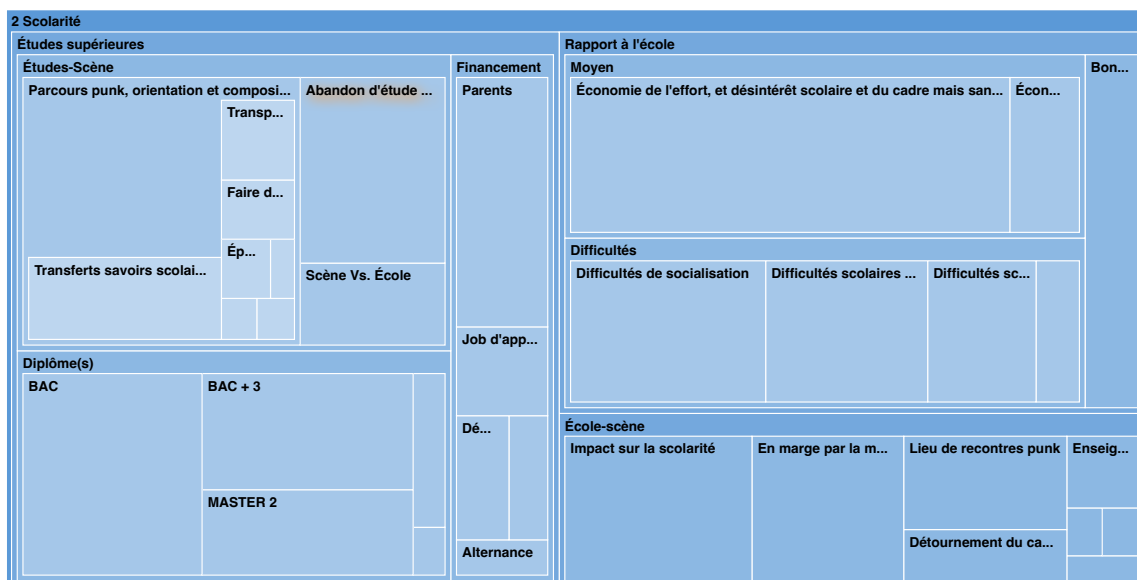 2 Scolarité
Études supérieures
Études-Scène
Parcours punk, orientation et composi...
Transp...
Faire d...
Ép...
Transferts savoirs scolai...
Abandon d'étude ...
Scène Vs. École
Financement
Parents
Job d'app...
Dé...
Alternance
Diplôme(s)
BAC
BAC + 3
MASTER 2
Rapport à l'école
Moyen
Économie de l'effort, et désintérêt scolaire et du cadre mais san...
Écon...
Bon...
Difficultés
Difficultés de socialisation
Difficultés scolaires ...
Difficultés sc...
École-scène
Impact sur la scolarité
En marge par la m...
Lieu de recontres punk
Enseig...
Détournement du ca...